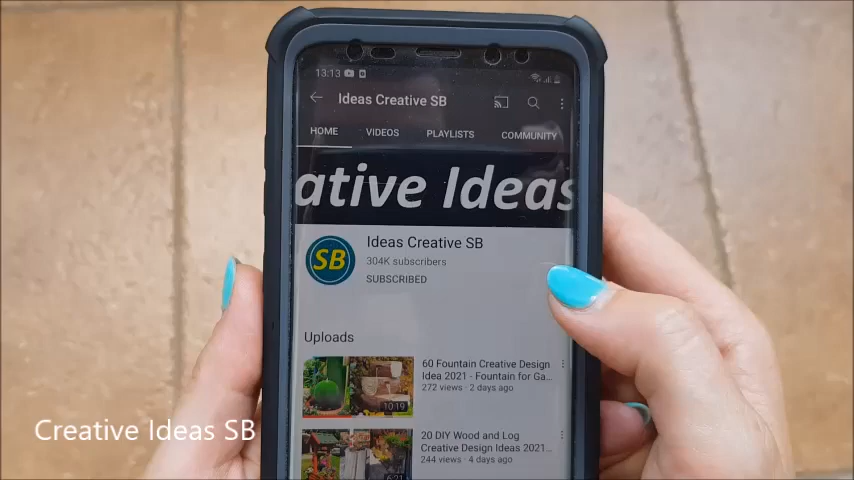 13:13
Ideas Creative SB
HOME VIDEOS PLAYLISTS COMMUNITY
ative Ideas
SB
Ideas Creative SB
304K subscribers
SUBSCRIBED
Uploads
60 Fountain Creative Design
Idea 2021 - Fountain for Ga...
272 views · 2 days ago
10:19
20 DIY Wood and Log
Creative Design Ideas 2021...
244 views · 4 days ago
6:21
Creative Ideas SB